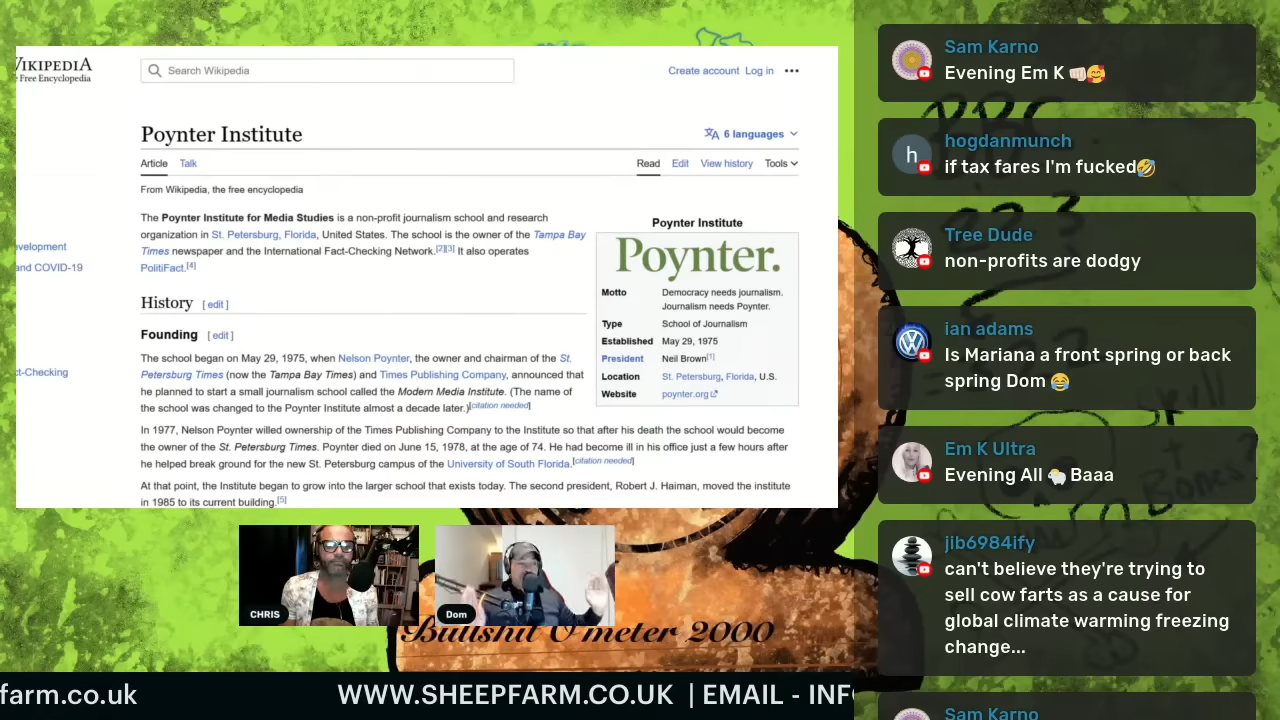 WIKIPEDIA
e Free Encyclopedia
Search Wikipedia
Create account Log in •••
Poynter Institute
6 languages
Article Talk
Read Edit View history Tools
From Wikipedia, the free encyclopedia
The Poynter Institute for Media Studies is a non-profit journalism school and research
organization in St. Petersburg, Florida, United States. The school is the owner of the Tampa Bay
Times newspaper and the International Fact-Checking Network.[2][3] It also operates
PolitiFact.[4]
evelopment
and COVID-19
ct-Checking
History [ edit ]
Founding [ edit ]
The school began on May 29, 1975, when Nelson Poynter, the owner and chairman of the St.
Petersburg Times (now the Tampa Bay Times) and Times Publishing Company, announced that
he planned to start a small journalism school called the Modern Media Institute. (The name of
the school was changed to the Poynter Institute almost a decade later.)[citation needed]
In 1977, Nelson Poynter willed ownership of the Times Publishing Company to the Institute so that after his death the school would become
the owner of the St. Petersburg Times. Poynter died on June 15, 1978, at the age of 74. He had become ill in his office just a few hours after
he helped break ground for the new St. Petersburg campus of the University of South Florida.[citation needed]
At that point, the Institute began to grow into the larger school that exists today. The second president, Robert J. Haiman, moved the institute
in 1985 to its current building.[5]
Poynter Institute
Poynter.
Motto Democracy needs journalism.
Journalism needs Poynter.
Type School of Journalism
Established May 29, 1975
President Neil Brown[1]
Location St. Petersburg, Florida, U.S.
Website poynter.org
CHRIS
Dom
Bullshit O'meter 2000
farm.co.uk WWW.SHEEPFARM.CO.UK | EMAIL - INF
Sam Karno
Evening Em K 👊🏻🥰
h
hogdanmunch
if tax fares I'm fucked🤣
Tree Dude
non-profits are dodgy
ian adams
Is Mariana a front spring or back
spring Dom 😂
Em K Ultra
Evening All 🐑 Baaa
jib6984ify
can't believe they're trying to
sell cow farts as a cause for
global climate warming freezing
change...
Sam Karno
Bones?